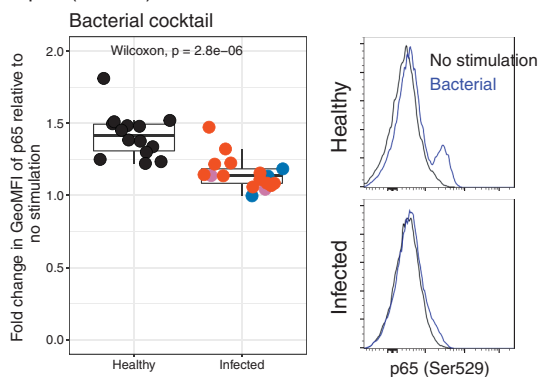 Bacterial cocktail
Wilcoxon, p = 2.8e−06
Fold change in GeoMFI of p65 relative to
no stimulation
2.0
1.5
1.0
0.5
0.0
Healthy
Infected
No stimulation
Bacterial
Healthy
Infected
p65 (Ser529)